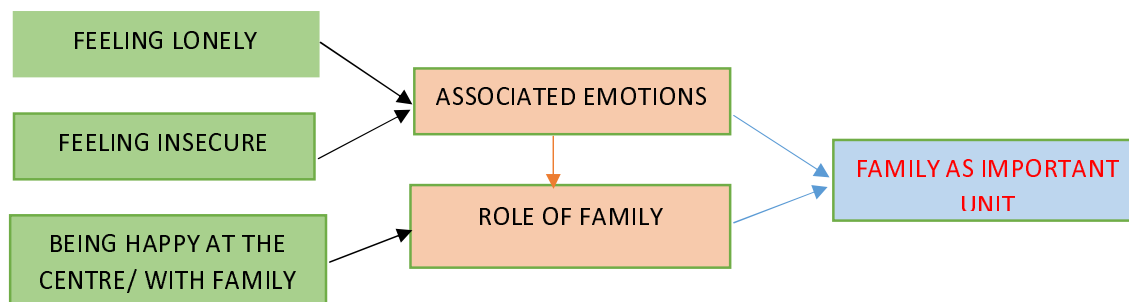 FEELING LONELY
FEELING INSECURE
BEING HAPPY AT THE
CENTRE/ WITH FAMILY
ASSOCIATED EMOTIONS
ROLE OF FAMILY
FAMILY AS IMPORTANT
UNIT